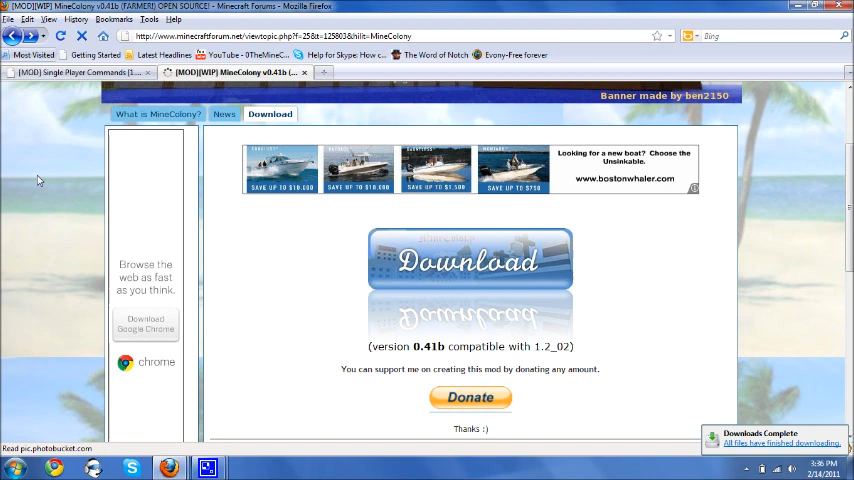 [MOD][WIP] MineColony v0.41b (FARMER!) OPEN SOURCE! - Minecraft Forums - Mozilla Firefox
File Edit View History Bookmarks Tools Help
http://www.minecraftforum.net/viewtopic.php?f=25&t=125803&hilit=MineColony
Bing
Most Visited Getting Started Latest Headlines YouTube - 0TheMineC... Help for Skype: How c... The Word of Notch Evony-Free forever
[MOD] Single Player Commands [1.... [MOD][WIP] MineColony v0.41b (...
Banner made by ben2150
What is MineColony? News Download
Looking for a new boat? Choose the
Unsinkable.
www.bostonwhaler.com
SAVE UP TO $10,000 SAVE UP TO $10,000 SAVE UP TO $1,500 SAVE UP TO $750
Browse the
web as fast
as you think.
Download
Google Chrome
chrome
Download
(version 0.41b compatible with 1.2_02)
You can support me on creating this mod by donating any amount.
Donate
Thanks :)
Downloads Complete
All files have finished downloading.
Read pic.photobucket.com
3:36 PM
2/14/2011